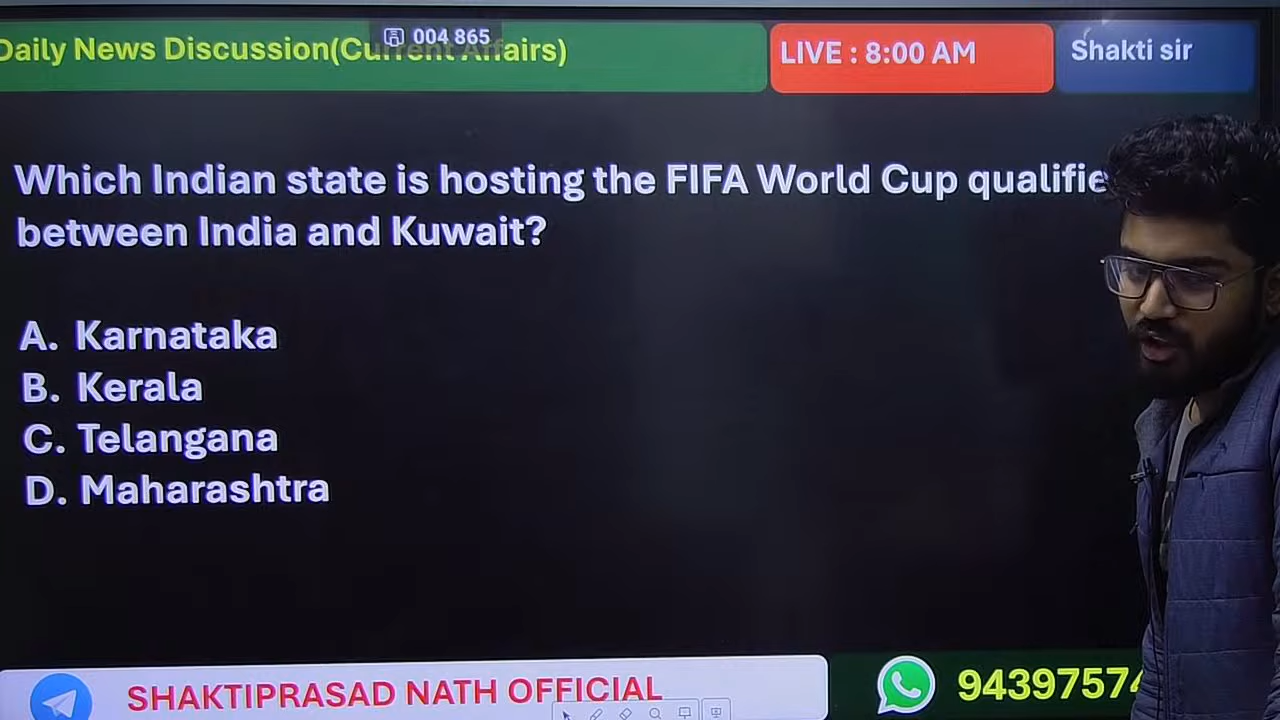 Daily News Discussion(Current Affairs)
004 865
LIVE : 8:00 AM
Shakti sir
Which Indian state is hosting the FIFA World Cup qualifie
between India and Kuwait?
A. Karnataka
B. Kerala
C. Telangana
D. Maharashtra
SHAKTIPRASAD NATH OFFICIAL
9439757